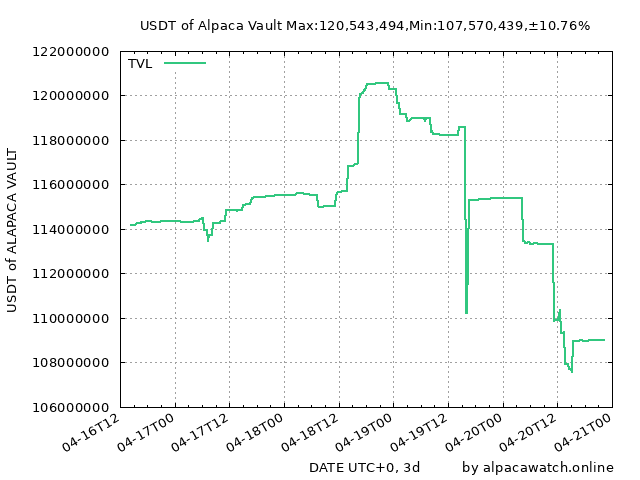 USDT of Alpaca Vault Max:120,543,494,Min:107,570,439,±10.76%
TVL
122000000
120000000
118000000
116000000
114000000
112000000
110000000
108000000
106000000
USDT of ALAPACA VAULT
04-16T12
04-17T00
04-17T12
04-18T00
04-18T12
04-19T00
04-19T12
04-20T00
04-20T12
04-21T00
DATE UTC+0, 3d
by alpacawatch.online